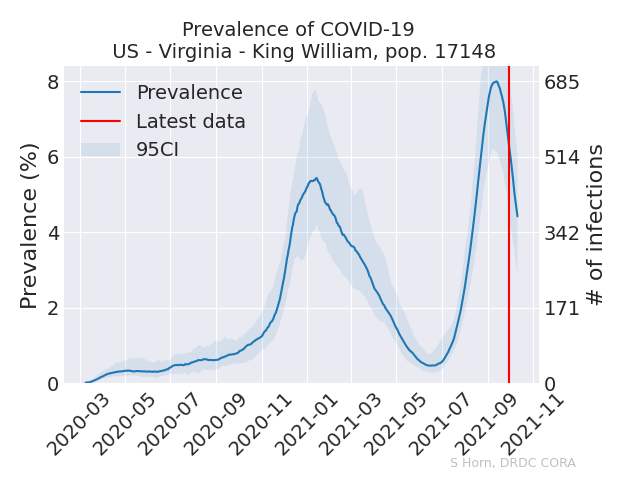 Prevalence of COVID-19
US - Virginia - King William, pop. 17148
Prevalence
Latest data
95CI
Prevalence (%)
8
6
4
2
0
685
514
342
171
0
# of infections
2020-03
2020-05
2020-07
2020-09
2020-11
2021-01
2021-03
2021-05
2021-07
2021-09
2021-11
S Horn, DRDC CORA